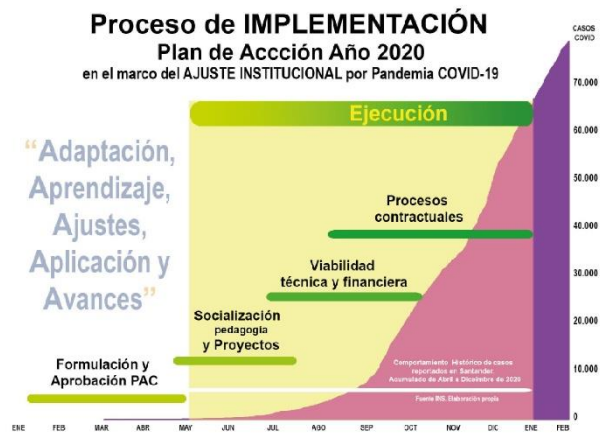 Proceso de IMPLEMENTACIÓN
Plan de Accción Año 2020
en el marco del AJUSTE INSTITUCIONAL por Pandemia COVID-19
CASOS
COVID
70.000
60.000
50.000
40.000
30.000
20.000
10.000
0
Ejecución
“Adaptación,
Aprendizaje,
Ajustes,
Aplicación y
Avances”
Procesos
contractuales
Viabilidad
técnica y financiera
Socialización
pedagogia
y Proyectos
Formulación y
Aprobación PAC
Comportamiento Histórico de casos
reportados en Santander.
Acumulado de Abril a Diciembre de 2020
Fuente INS. Elaboración propia
ENE FEB MAR ABR MAY JUN JUL AGO SEP OCT NOV DIC ENE FEB